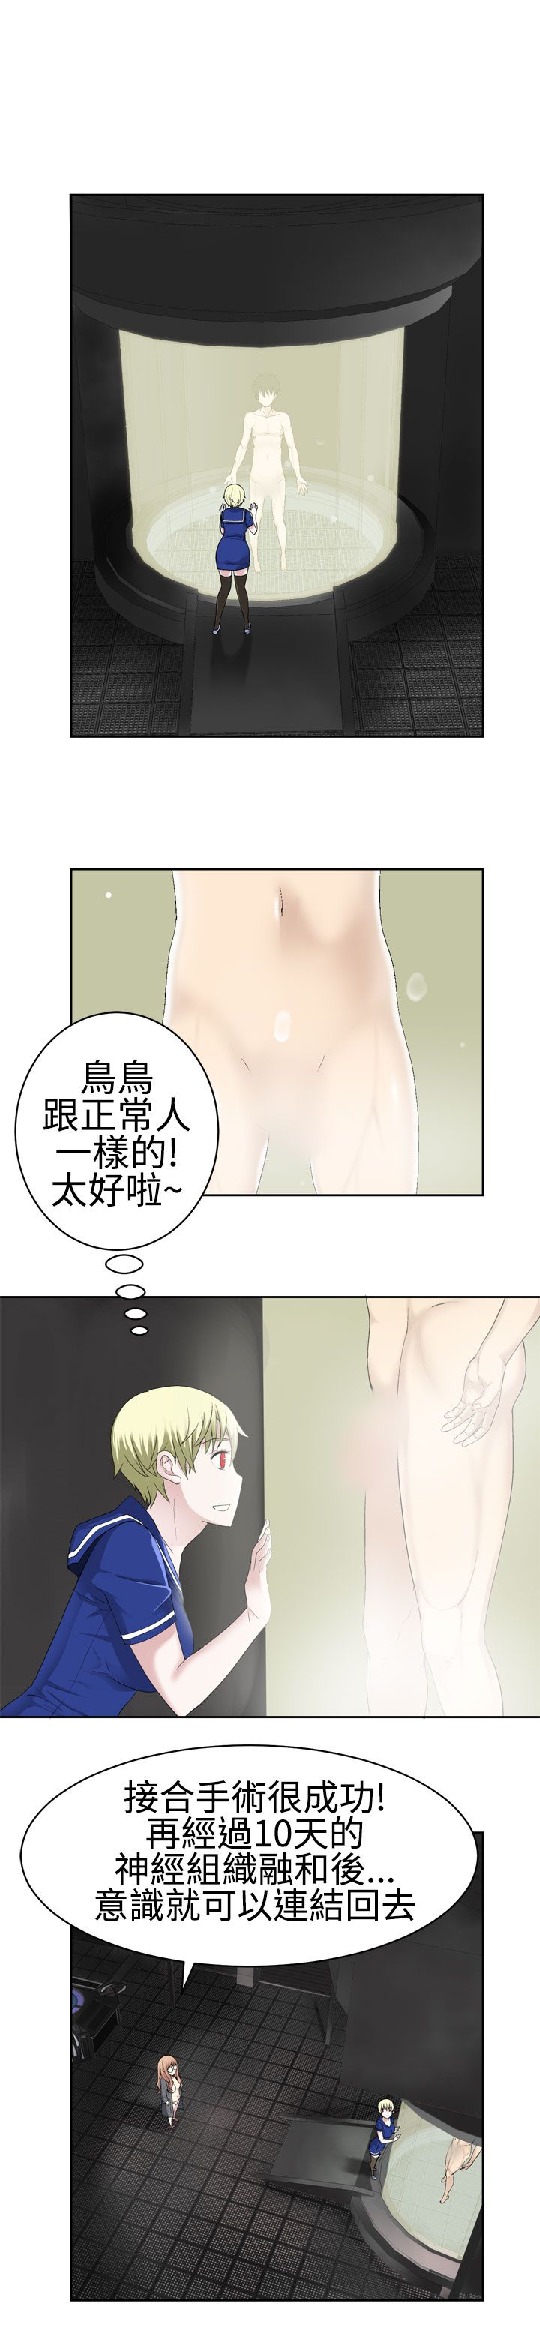 鳥鳥
跟正常人
一樣的!
太好啦~
接合手術很成功!
再經過10天的
神經組織融和後...
意識就可以連結回去